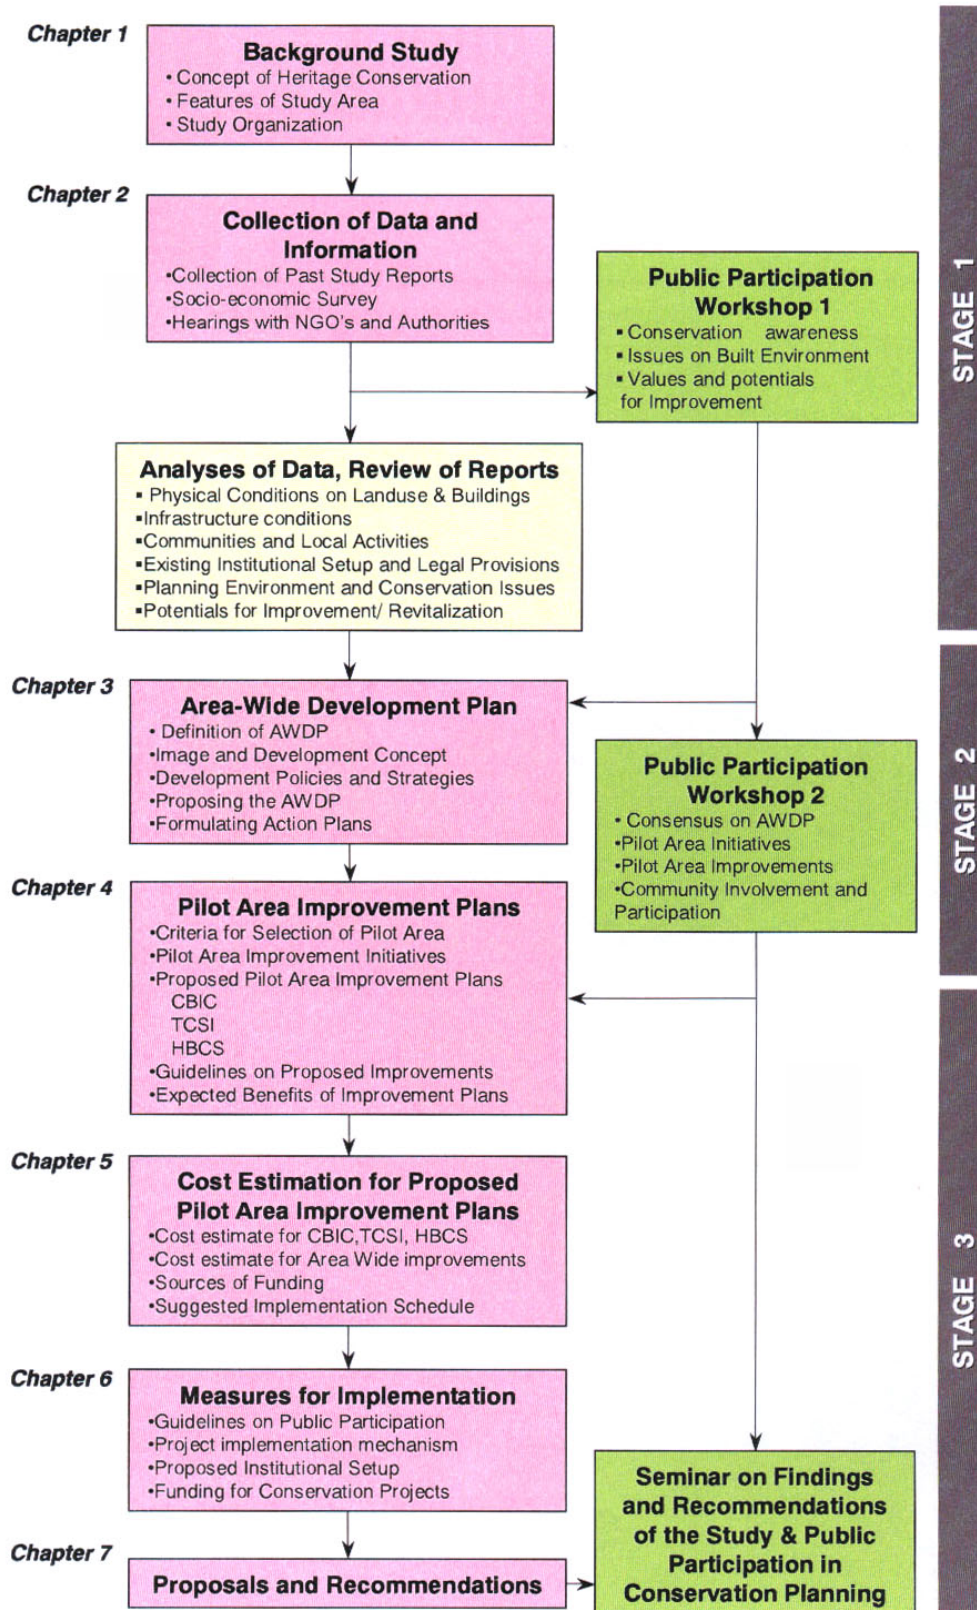 Chapter 1
Background Study
▪ Concept of Heritage Conservation
▪ Features of Study Area
▪ Study Organization
Chapter 2
Collection of Data and
Information
▪Collection of Past Study Reports
▪Socio-economic Survey
▪Hearings with NGO's and Authorities
Public Participation
Workshop 1
▪ Conservation awareness
▪ Issues on Built Environment
▪ Values and potentials
for Improvement
STAGE 1
Analyses of Data, Review of Reports
▪ Physical Conditions on Landuse & Buildings
▪Infrastructure conditions
▪Communities and Local Activities
▪Existing Institutional Setup and Legal Provisions
▪Planning Environment and Conservation Issues
▪Potentials for Improvement/ Revitalization
Chapter 3
Area-Wide Development Plan
• Definition of AWDP
•Image and Development Concept
•Development Policies and Strategies
•Proposing the AWDP
•Formulating Action Plans
Public Participation
Workshop 2
• Consensus on AWDP
•Pilot Area Initiatives
•Pilot Area Improvements
•Community Involvement and
Participation
STAGE 2
Chapter 4
Pilot Area Improvement Plans
•Criteria for Selection of Pilot Area
•Pilot Area Improvement Initiatives
•Proposed Pilot Area Improvement Plans
CBIC
TCSI
HBCS
•Guidelines on Proposed Improvements
•Expected Benefits of Improvement Plans
Chapter 5
Cost Estimation for Proposed
Pilot Area Improvement Plans
•Cost estimate for CBIC,TCSI, HBCS
•Cost estimate for Area Wide improvements
•Sources of Funding
•Suggested Implementation Schedule
STAGE 3
Chapter 6
Measures for Implementation
•Guidelines on Public Participation
•Project implementation mechanism
•Proposed Institutional Setup
•Funding for Conservation Projects
Chapter 7
Proposals and Recommendations
Seminar on Findings
and Recommendations
of the Study & Public
Participation in
Conservation Planning